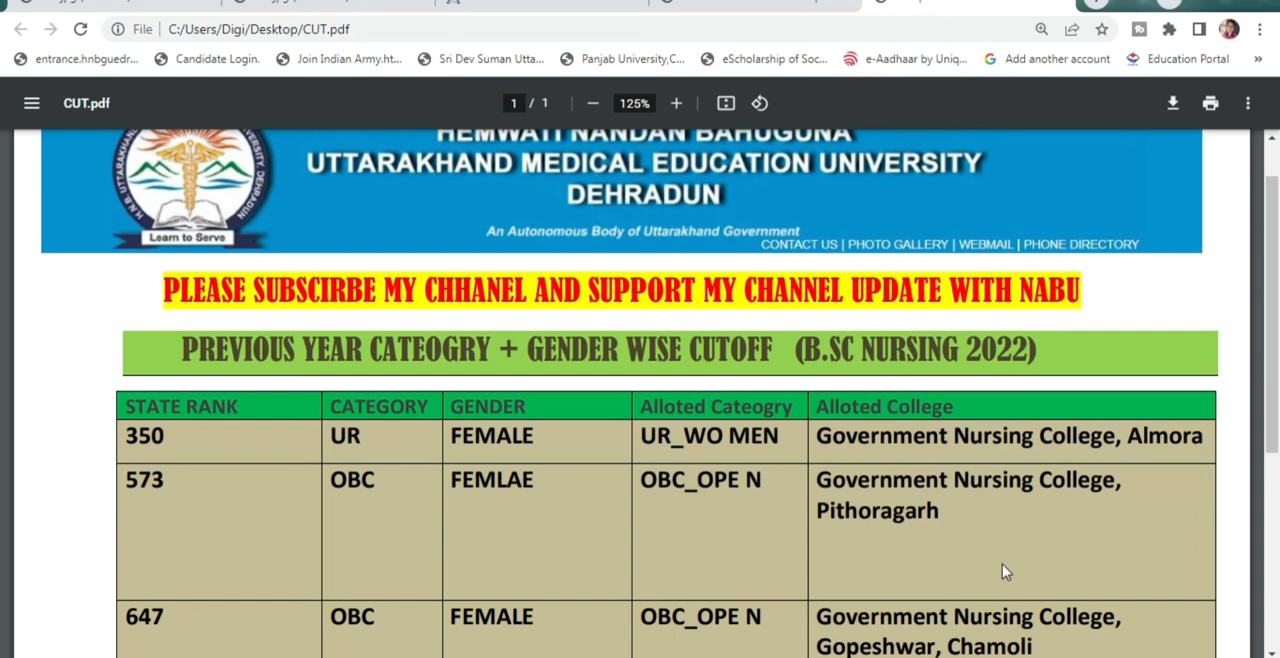 File
C:/Users/Digi/Desktop/CUT.pdf
entrance.hnbguedr...
Candidate Login.
Join Indian Army.ht...
Sri Dev Suman Utta...
Panjab University,C...
eScholarship of Soc...
e-Aadhaar by Uniq...
Add another account
Education Portal
»
CUT.pdf
1 / 1
125%
HEMWATI NANDAN BAHUGUNA
UTTARAKHAND MEDICAL EDUCATION UNIVERSITY
DEHRADUN
An Autonomous Body of Uttarakhand Government
CONTACT US | PHOTO GALLERY | WEBMAIL | PHONE DIRECTORY
Learn to Serve
PLEASE SUBSCIRBE MY CHHANEL AND SUPPORT MY CHANNEL UPDATE WITH NABU
PREVIOUS YEAR CATEOGRY + GENDER WISE CUTOFF (B.SC NURSING 2022)
STATE RANK CATEGORY GENDER Alloted Cateogry Alloted College
350 UR FEMALE UR_WO MEN Government Nursing College, Almora
573 OBC FEMLAE OBC_OPE N Government Nursing College,
Pithoragarh
647 OBC FEMALE OBC_OPE N Government Nursing College,
Gopeshwar, Chamoli